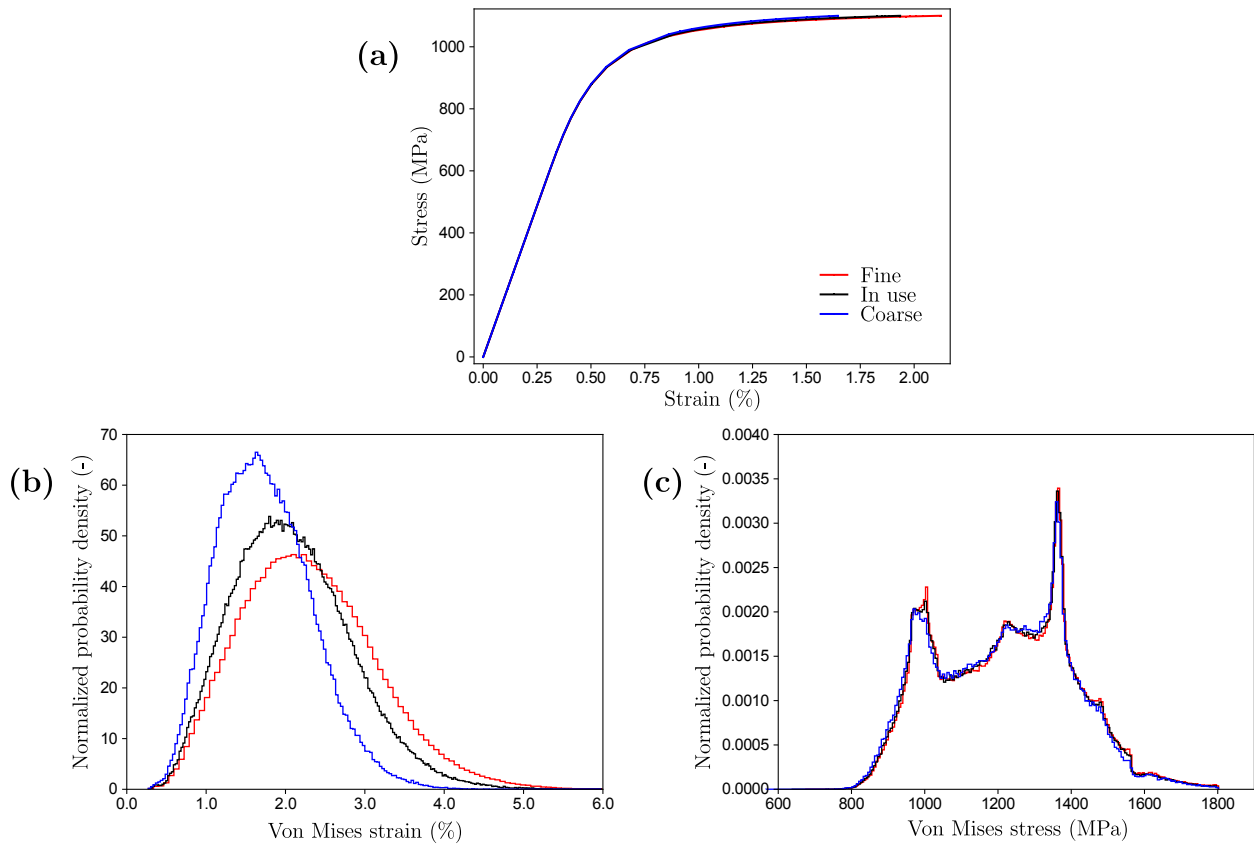 (a)
Stress (MPa)
1000
800
600
400
200
0
Fine
In use
Coarse
0.00 0.25 0.50 0.75 1.00 1.25 1.50 1.75 2.00
Strain (%)
(b)
Normalized probability density (-)
70
60
50
40
30
20
10
0
0.0 1.0 2.0 3.0 4.0 5.0 6.0
Von Mises strain (%)
(c)
Normalized probability density (-)
0.0040
0.0035
0.0030
0.0025
0.0020
0.0015
0.0010
0.0005
0.0000
600 800 1000 1200 1400 1600 1800
Von Mises stress (MPa)